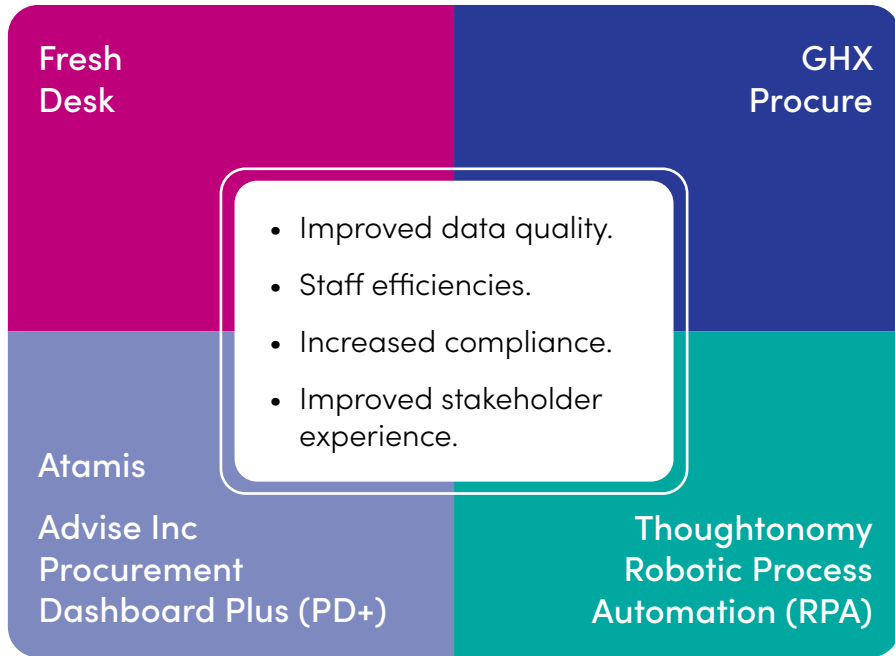 Fresh
Desk
GHX
Procure
• Improved data quality.
• Staff efficiencies.
• Increased compliance.
• Improved stakeholder
experience.
Atamis
Advise Inc
Procurement
Dashboard Plus (PD+)
Thoughtonomy
Robotic Process
Automation (RPA)